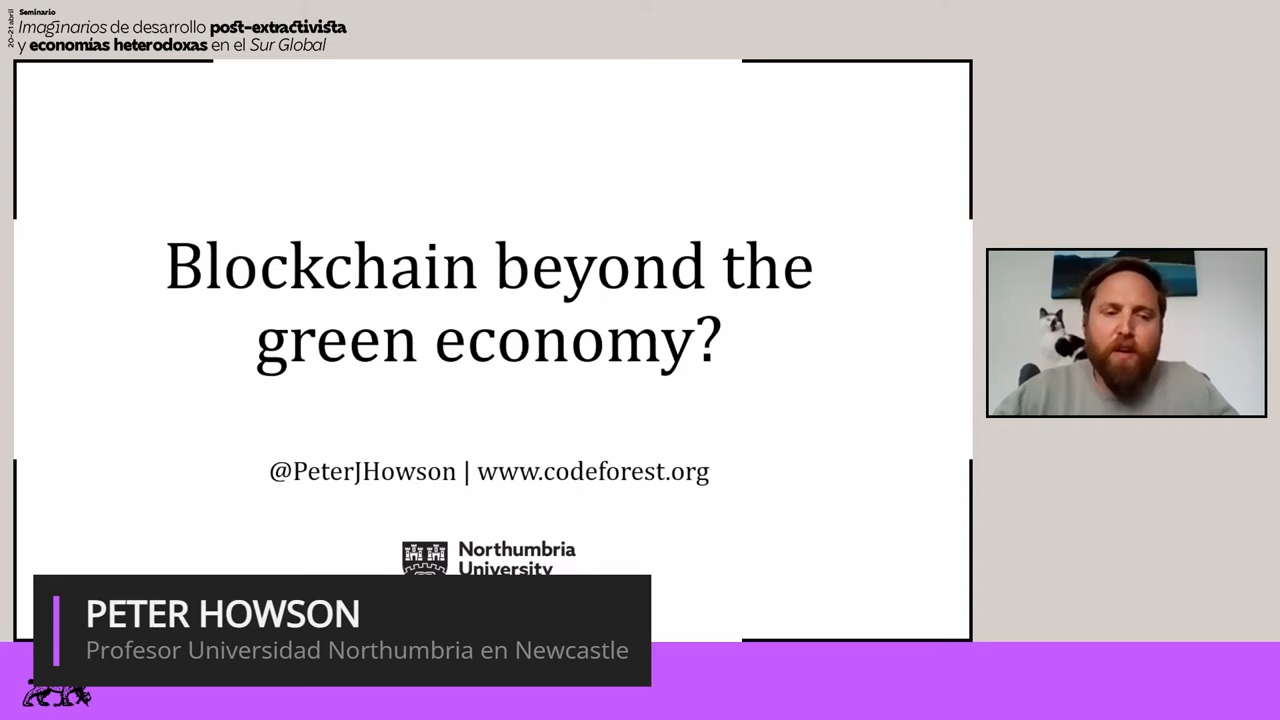 20-21 abril
Seminario
Imaginarios de desarrollo post-extractivista
y economías heterodoxas en el Sur Global
Blockchain beyond the
green economy?
@PeterJHowson | www.codeforest.org
Northumbria
University
PETER HOWSON
Profesor Universidad Northumbria en Newcastle